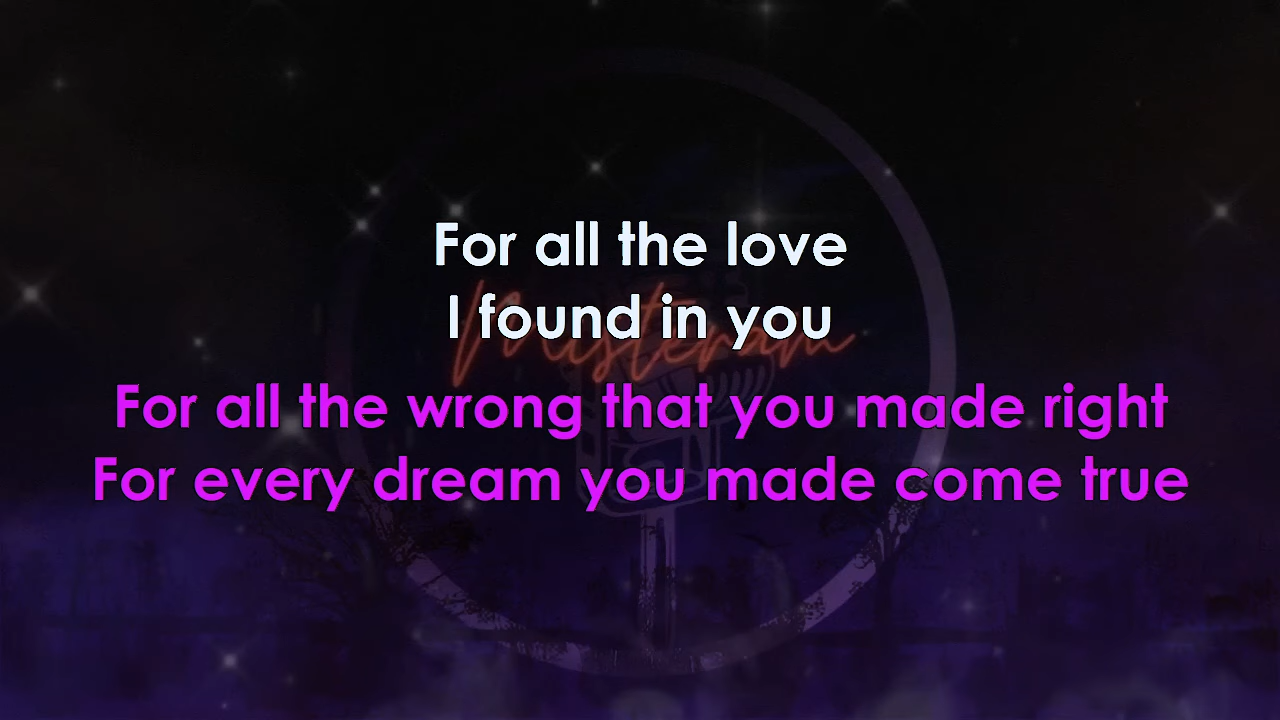 For all the love
I found in you
Misteram
For all the wrong that you made right
For every dream you made come true